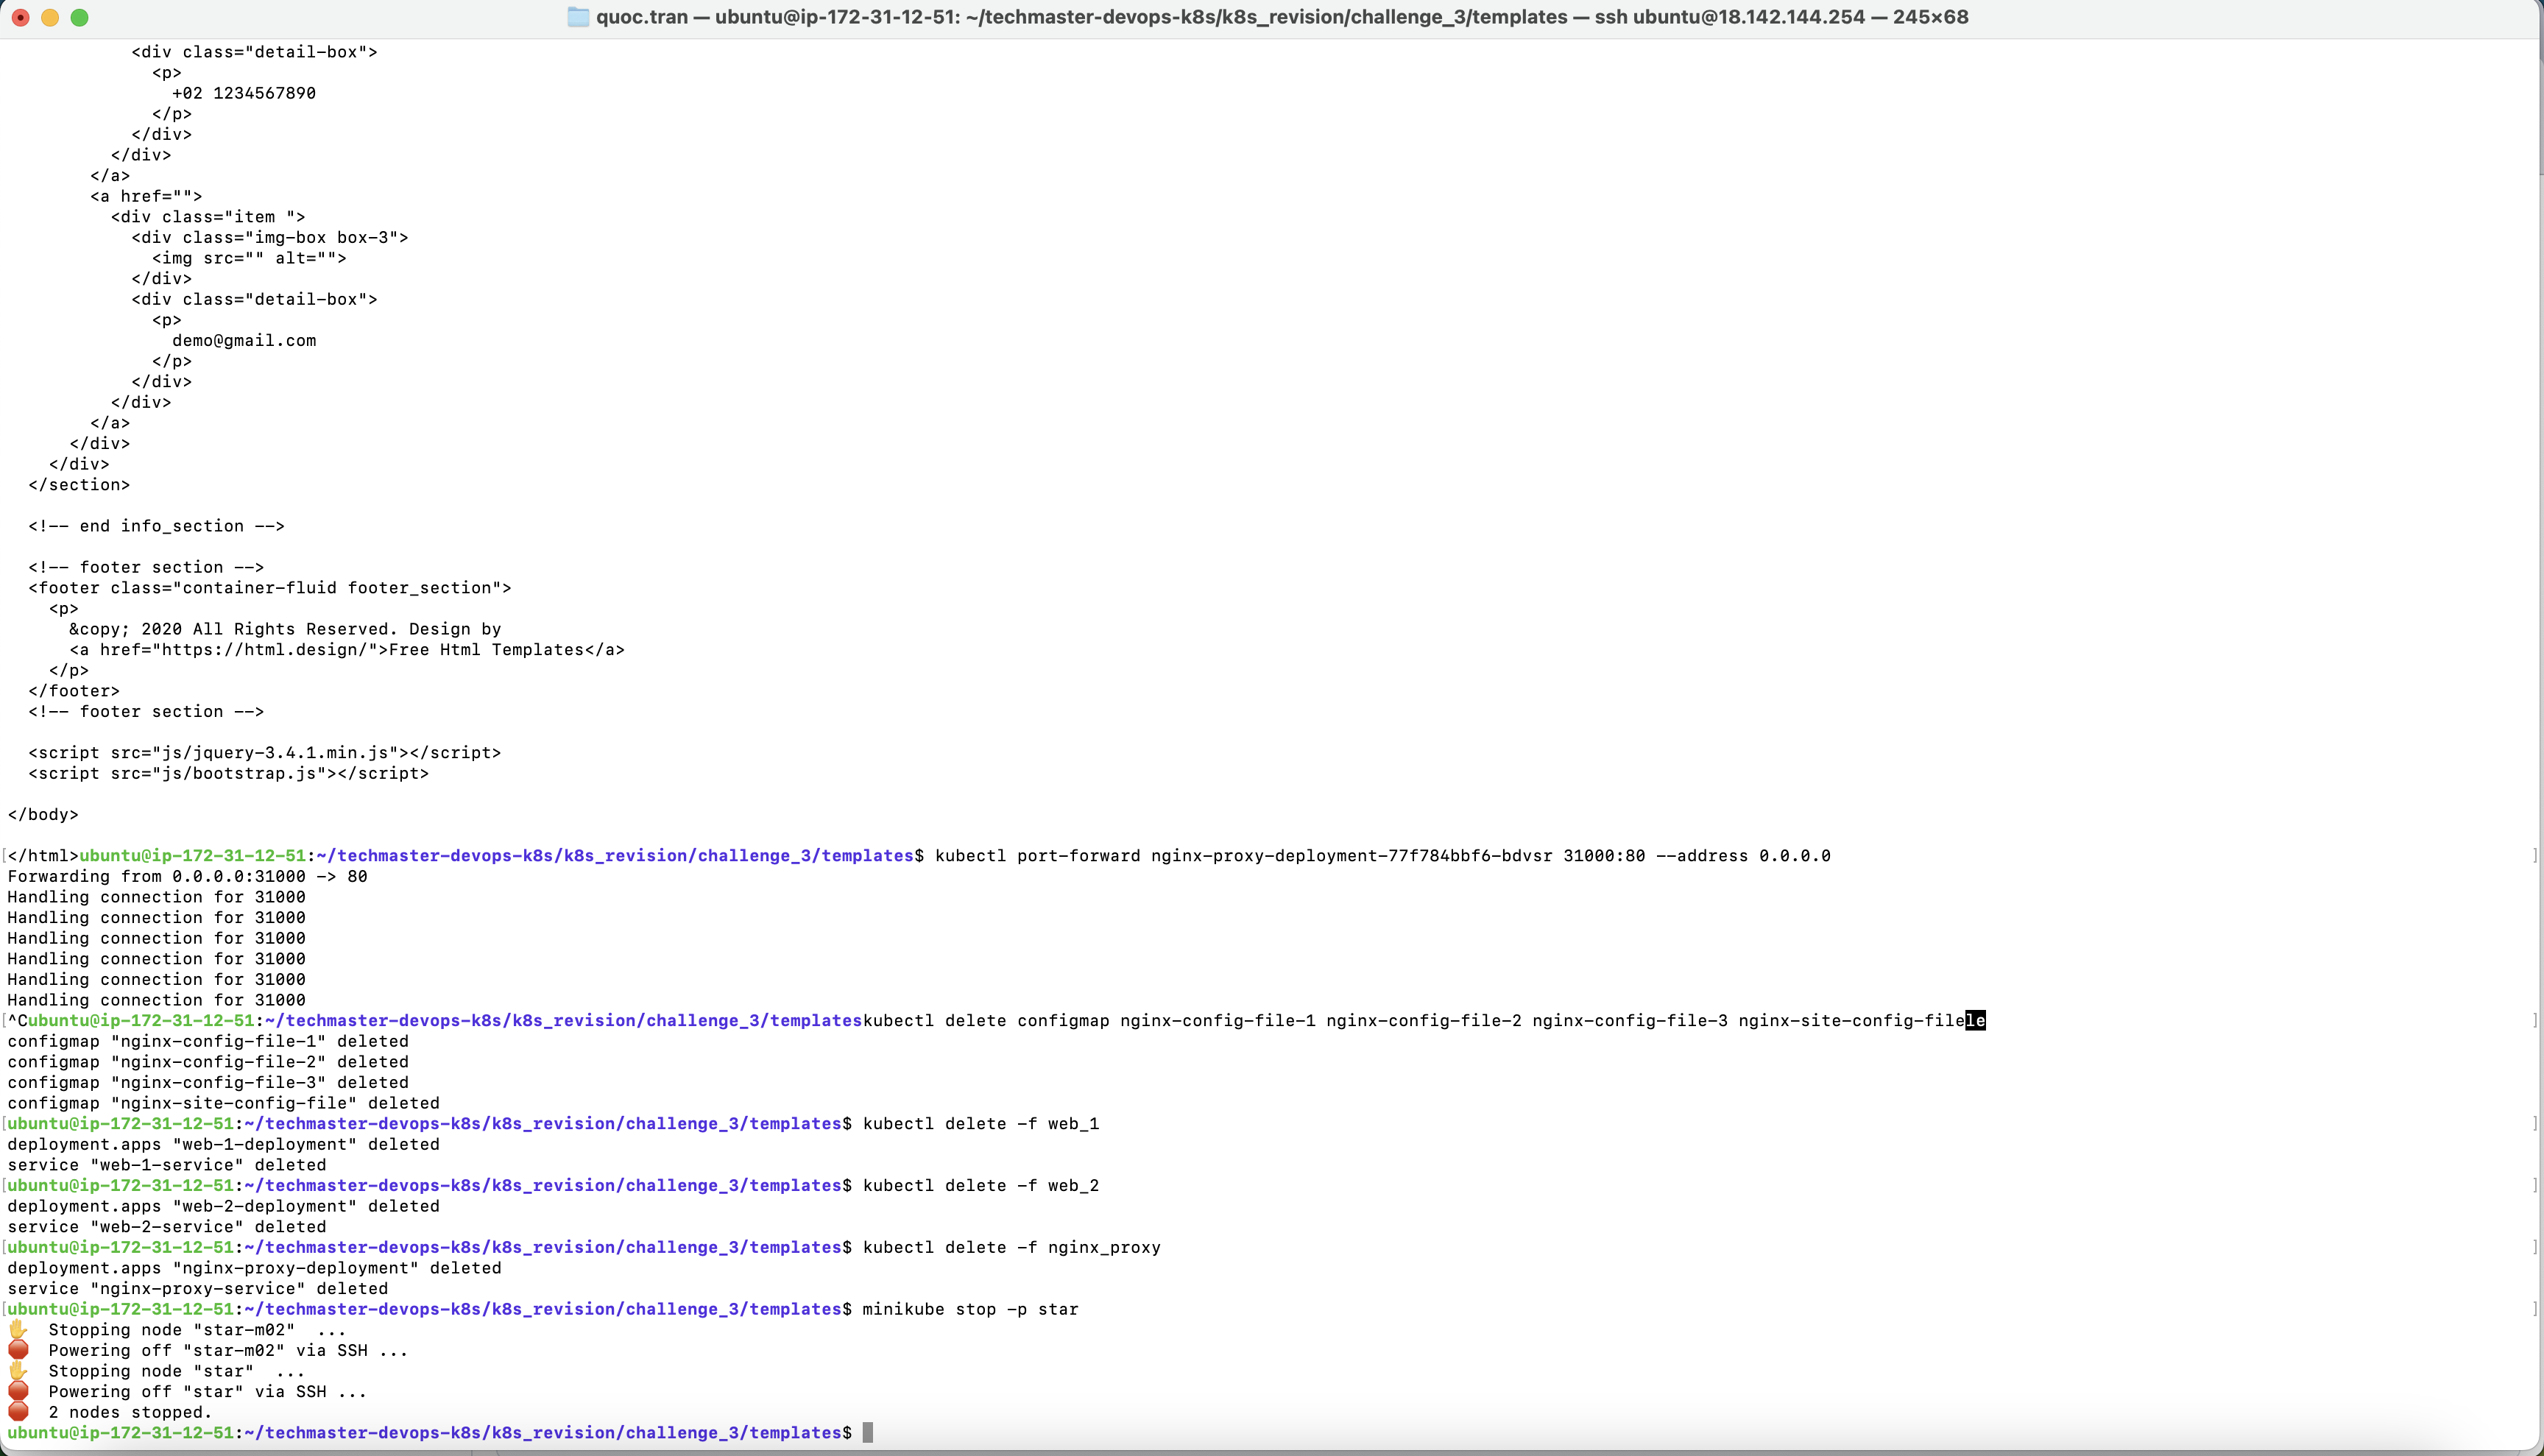 quoc.tran — ubuntu@ip-172-31-12-51: ~/techmaster-devops-k8s/k8s_revision/challenge_3/templates — ssh ubuntu@18.142.144.254 — 245×68
            <div class="detail-box">
              <p>
                +02 1234567890
              </p>
            </div>
          </div>
        </a>
        <a href="">
          <div class="item ">
            <div class="img-box box-3">
              <img src="" alt="">
            </div>
            <div class="detail-box">
              <p>
                demo@gmail.com
              </p>
            </div>
          </div>
        </a>
      </div>
    </div>
  </section>
  <!-- end info_section -->
  <!-- footer section -->
  <footer class="container-fluid footer_section">
    <p>
      &copy; 2020 All Rights Reserved. Design by
      <a href="https://html.design/">Free Html Templates</a>
    </p>
  </footer>
  <!-- footer section -->
  <script src="js/jquery-3.4.1.min.js"></script>
  <script src="js/bootstrap.js"></script>
</body>
[</html>ubuntu@ip-172-31-12-51:~/techmaster-devops-k8s/k8s_revision/challenge_3/templates$ kubectl port-forward nginx-proxy-deployment-77f784bbf6-bdvsr 31000:80 --address 0.0.0.0 ]
Forwarding from 0.0.0.0:31000 -> 80
Handling connection for 31000
Handling connection for 31000
Handling connection for 31000
Handling connection for 31000
Handling connection for 31000
Handling connection for 31000
[^Cubuntu@ip-172-31-12-51:~/techmaster-devops-k8s/k8s_revision/challenge_3/templateskubectl delete configmap nginx-config-file-1 nginx-config-file-2 nginx-config-file-3 nginx-site-config-filele ]
configmap "nginx-config-file-1" deleted
configmap "nginx-config-file-2" deleted
configmap "nginx-config-file-3" deleted
configmap "nginx-site-config-file" deleted
[ubuntu@ip-172-31-12-51:~/techmaster-devops-k8s/k8s_revision/challenge_3/templates$ kubectl delete -f web_1 ]
deployment.apps "web-1-deployment" deleted
service "web-1-service" deleted
[ubuntu@ip-172-31-12-51:~/techmaster-devops-k8s/k8s_revision/challenge_3/templates$ kubectl delete -f web_2 ]
deployment.apps "web-2-deployment" deleted
service "web-2-service" deleted
[ubuntu@ip-172-31-12-51:~/techmaster-devops-k8s/k8s_revision/challenge_3/templates$ kubectl delete -f nginx_proxy ]
deployment.apps "nginx-proxy-deployment" deleted
service "nginx-proxy-service" deleted
[ubuntu@ip-172-31-12-51:~/techmaster-devops-k8s/k8s_revision/challenge_3/templates$ minikube stop -p star ]
✋  Stopping node "star-m02"  ...
🛑  Powering off "star-m02" via SSH ...
✋  Stopping node "star"  ...
🛑  Powering off "star" via SSH ...
🛑  2 nodes stopped.
ubuntu@ip-172-31-12-51:~/techmaster-devops-k8s/k8s_revision/challenge_3/templates$